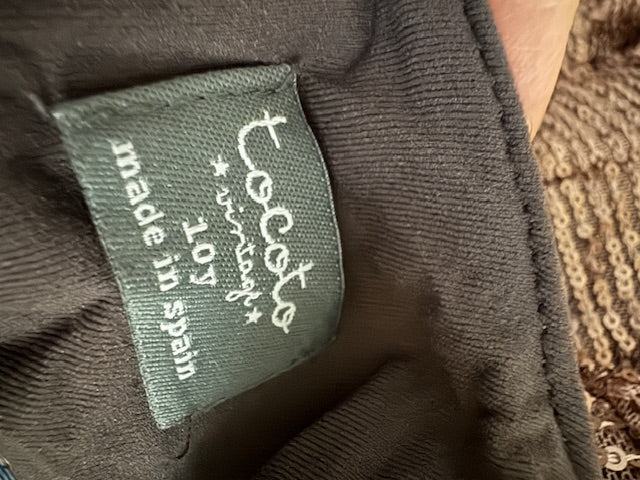 tocoto
★vintage★
10y
made in spain